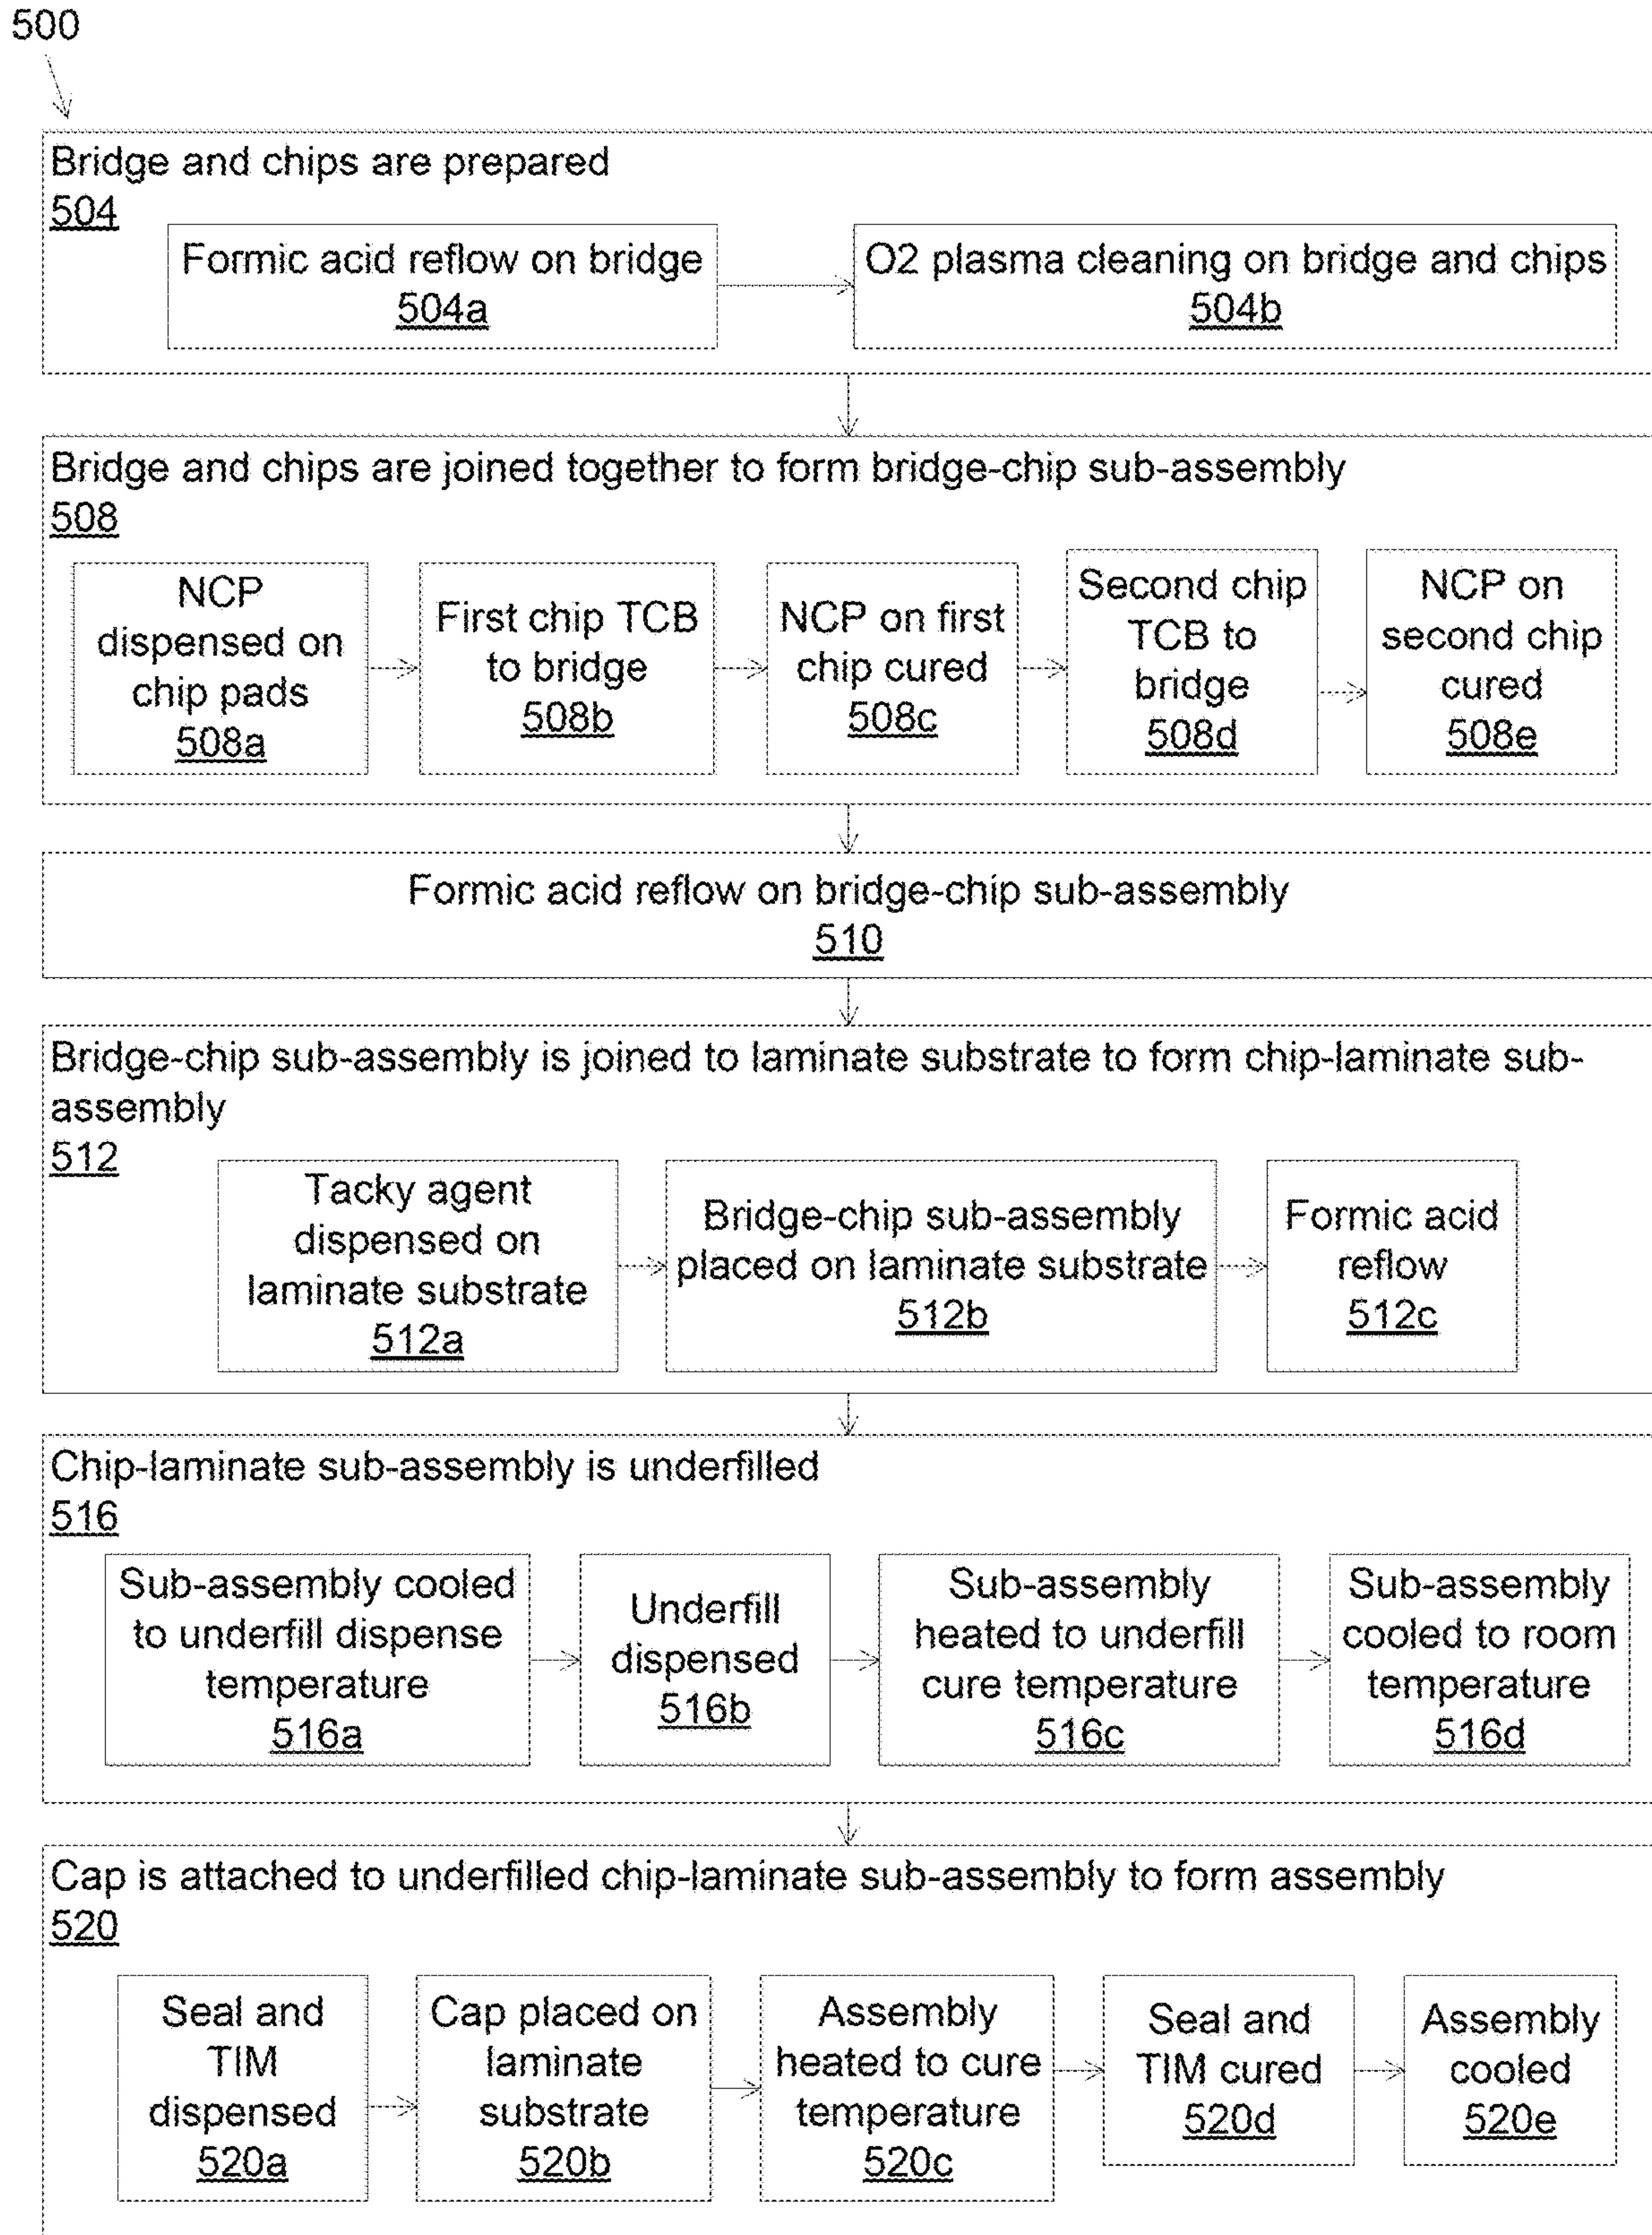 500
Bridge and chips are prepared
504
Formic acid reflow on bridge
504a
O2 plasma cleaning on bridge and chips
504b
Bridge and chips are joined together to form bridge-chip sub-assembly
508
NCP
dispensed on
chip pads
508a
First chip TCB
to bridge
508b
NCP on first
chip cured
508c
Second chip
TCB to
bridge
508d
NCP on
second chip
cured
508e
Formic acid reflow on bridge-chip sub-assembly
510
Bridge-chip sub-assembly is joined to laminate substrate to form chip-laminate sub-
assembly
512
Tacky agent
dispensed on
laminate substrate
512a
Bridge-chip sub-assembly
placed on laminate substrate
512b
Formic acid
reflow
512c
Chip-laminate sub-assembly is underfilled
516
Sub-assembly cooled
to underfill dispense
temperature
516a
Underfill
dispensed
516b
Sub-assembly
heated to underfill
cure temperature
516c
Sub-assembly
cooled to room
temperature
516d
Cap is attached to underfilled chip-laminate sub-assembly to form assembly
520
Seal and
TIM
dispensed
520a
Cap placed on
laminate
substrate
520b
Assembly
heated to cure
temperature
520c
Seal and
TIM cured
520d
Assembly
cooled
520e